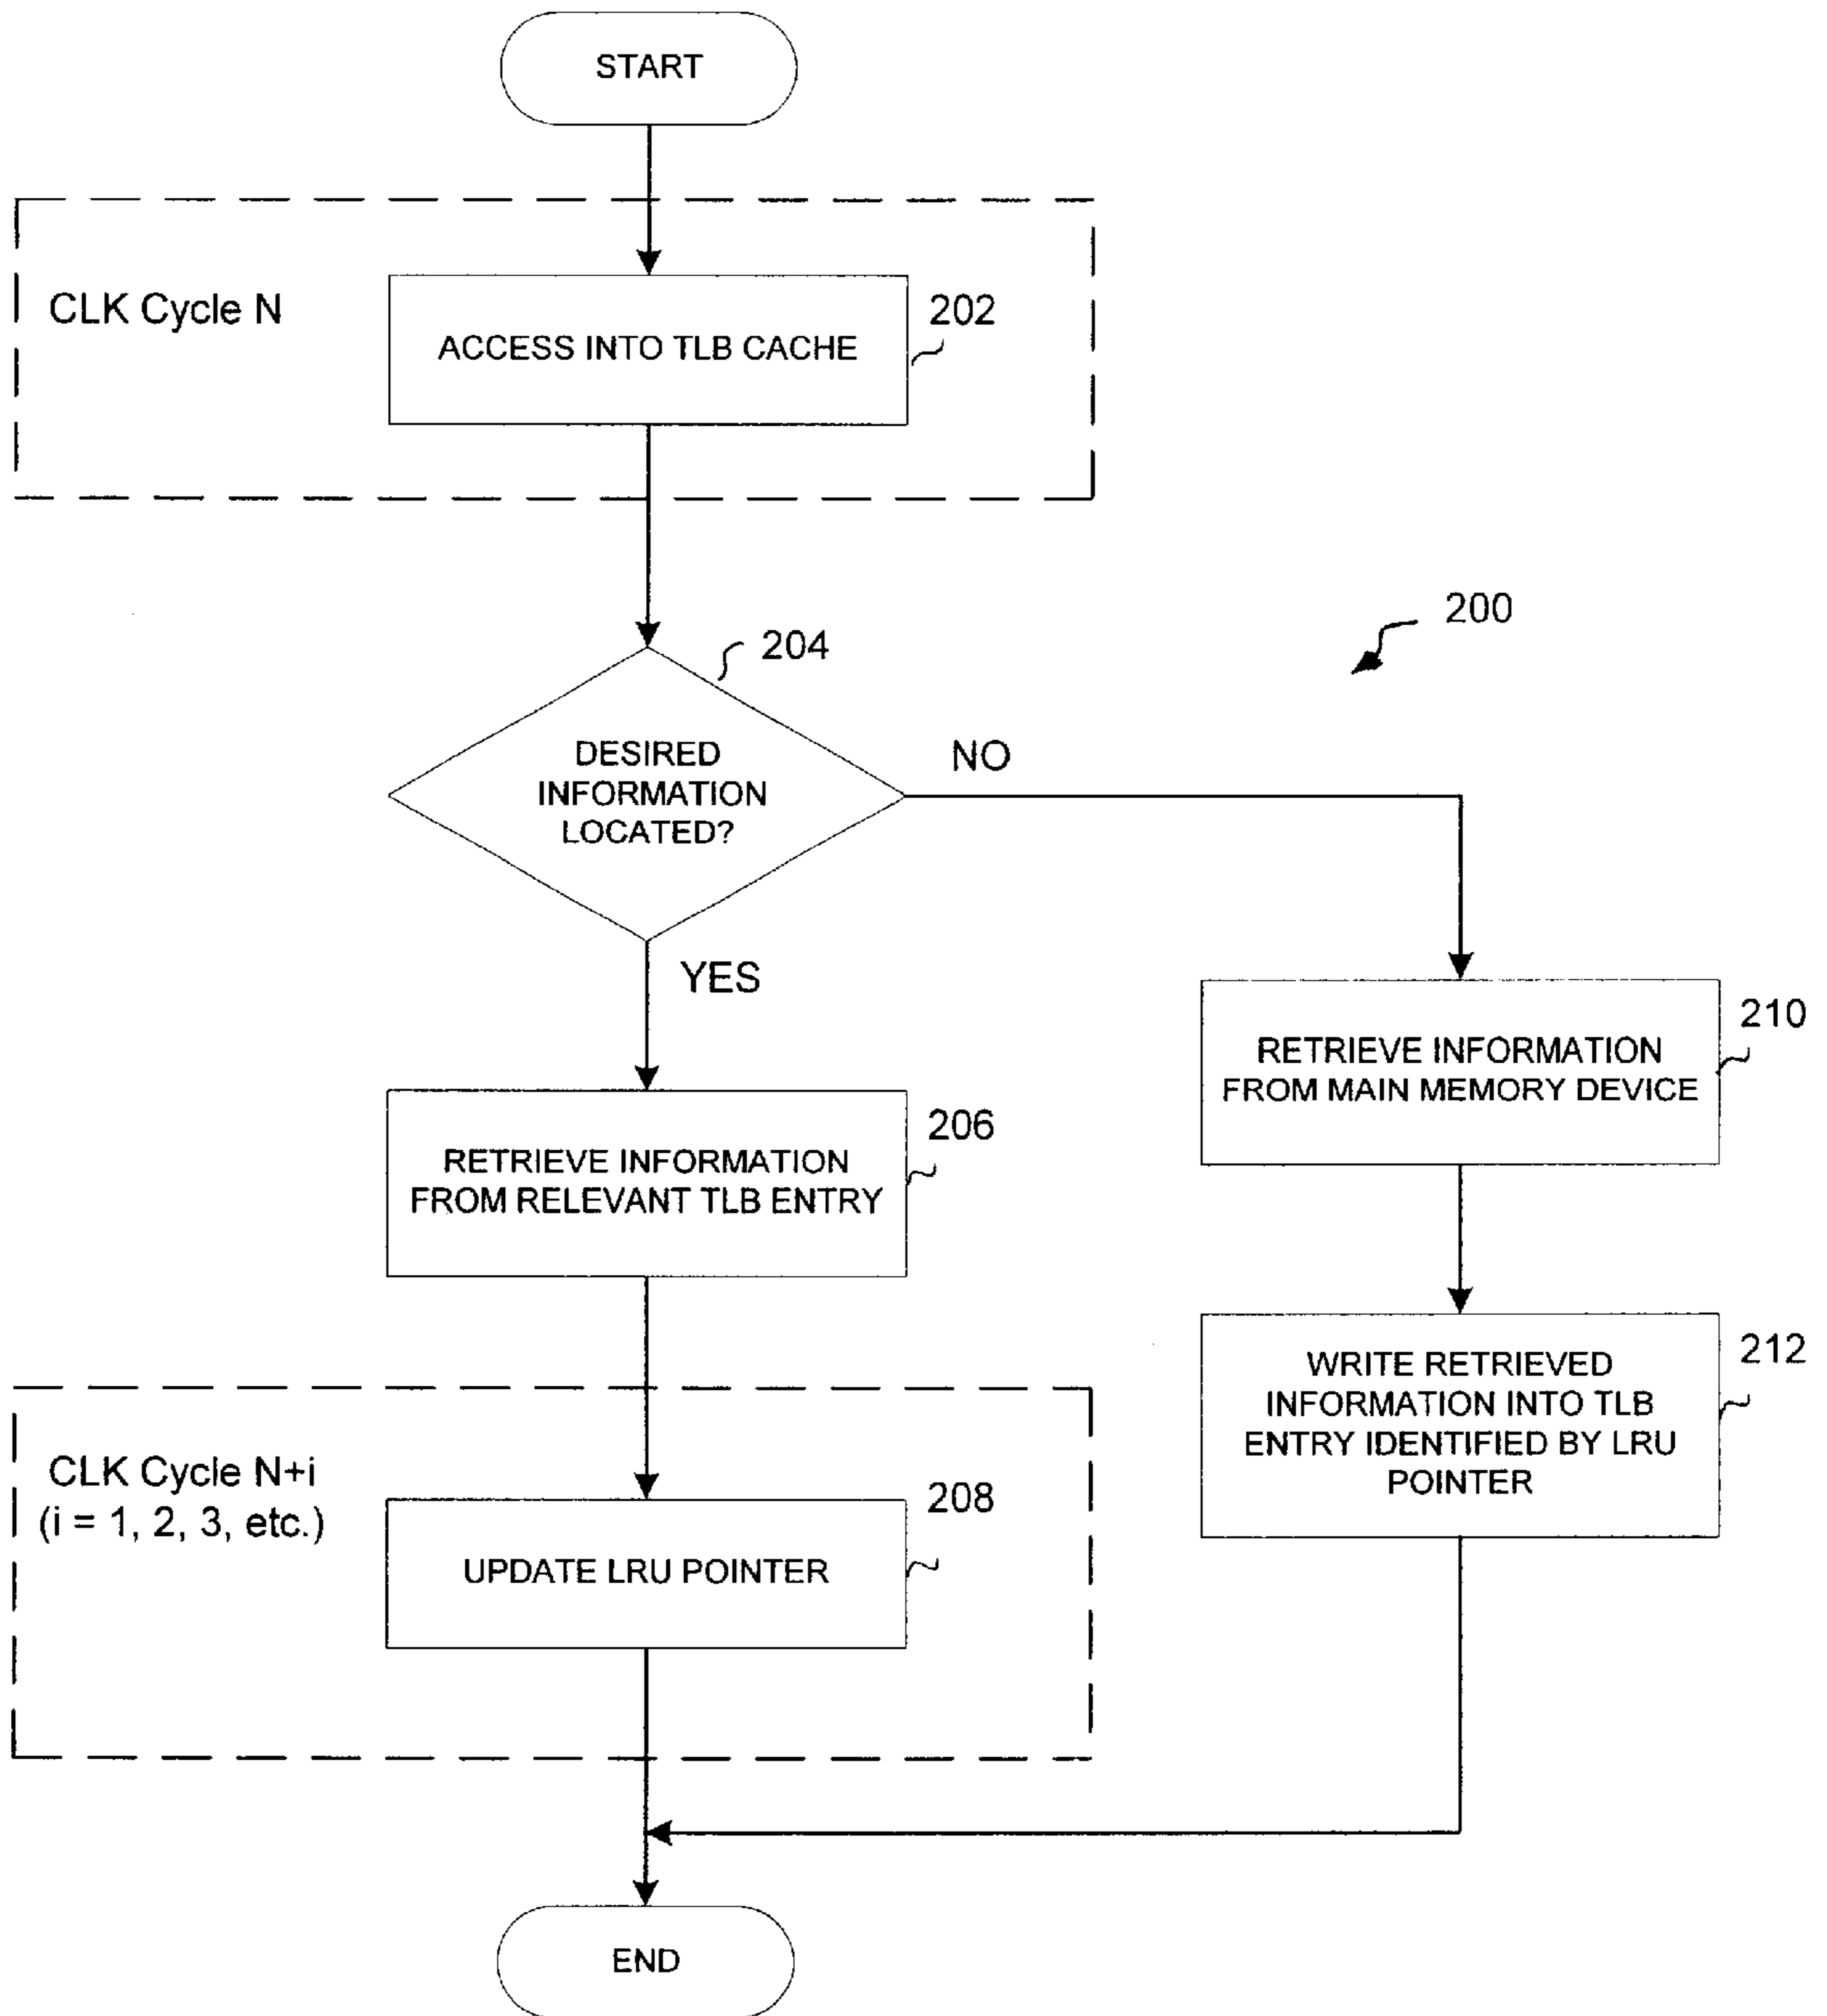 START
CLK Cycle N
202
ACCESS INTO TLB CACHE
200
204
DESIRED
INFORMATION
LOCATED?
NO
YES
210
RETRIEVE INFORMATION
FROM MAIN MEMORY DEVICE
206
RETRIEVE INFORMATION
FROM RELEVANT TLB ENTRY
212
WRITE RETRIEVED
INFORMATION INTO TLB
ENTRY IDENTIFIED BY LRU
POINTER
CLK Cycle N+i
(i = 1, 2, 3, etc.)
208
UPDATE LRU POINTER
END